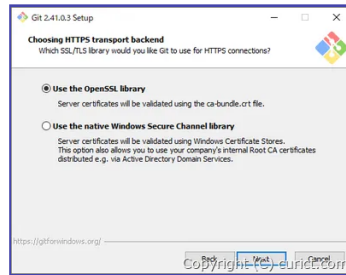 Git 2.41.0.3 Setup
Choosing HTTPS transport backend
Which SSL/TLS library would you like Git to use for HTTPS connections?
Use the OpenSSL library
Server certificates will be validated using the ca-bundle.crt file.
Use the native Windows Secure Channel library
Server certificates will be validated using Windows Certificate Stores.
This option also allows you to use your company's internal Root CA certificates
distributed e.g. via Active Directory Domain Services.
https://gitforwindows.org/
Back Next Cancel
Copyright (C) curict.com